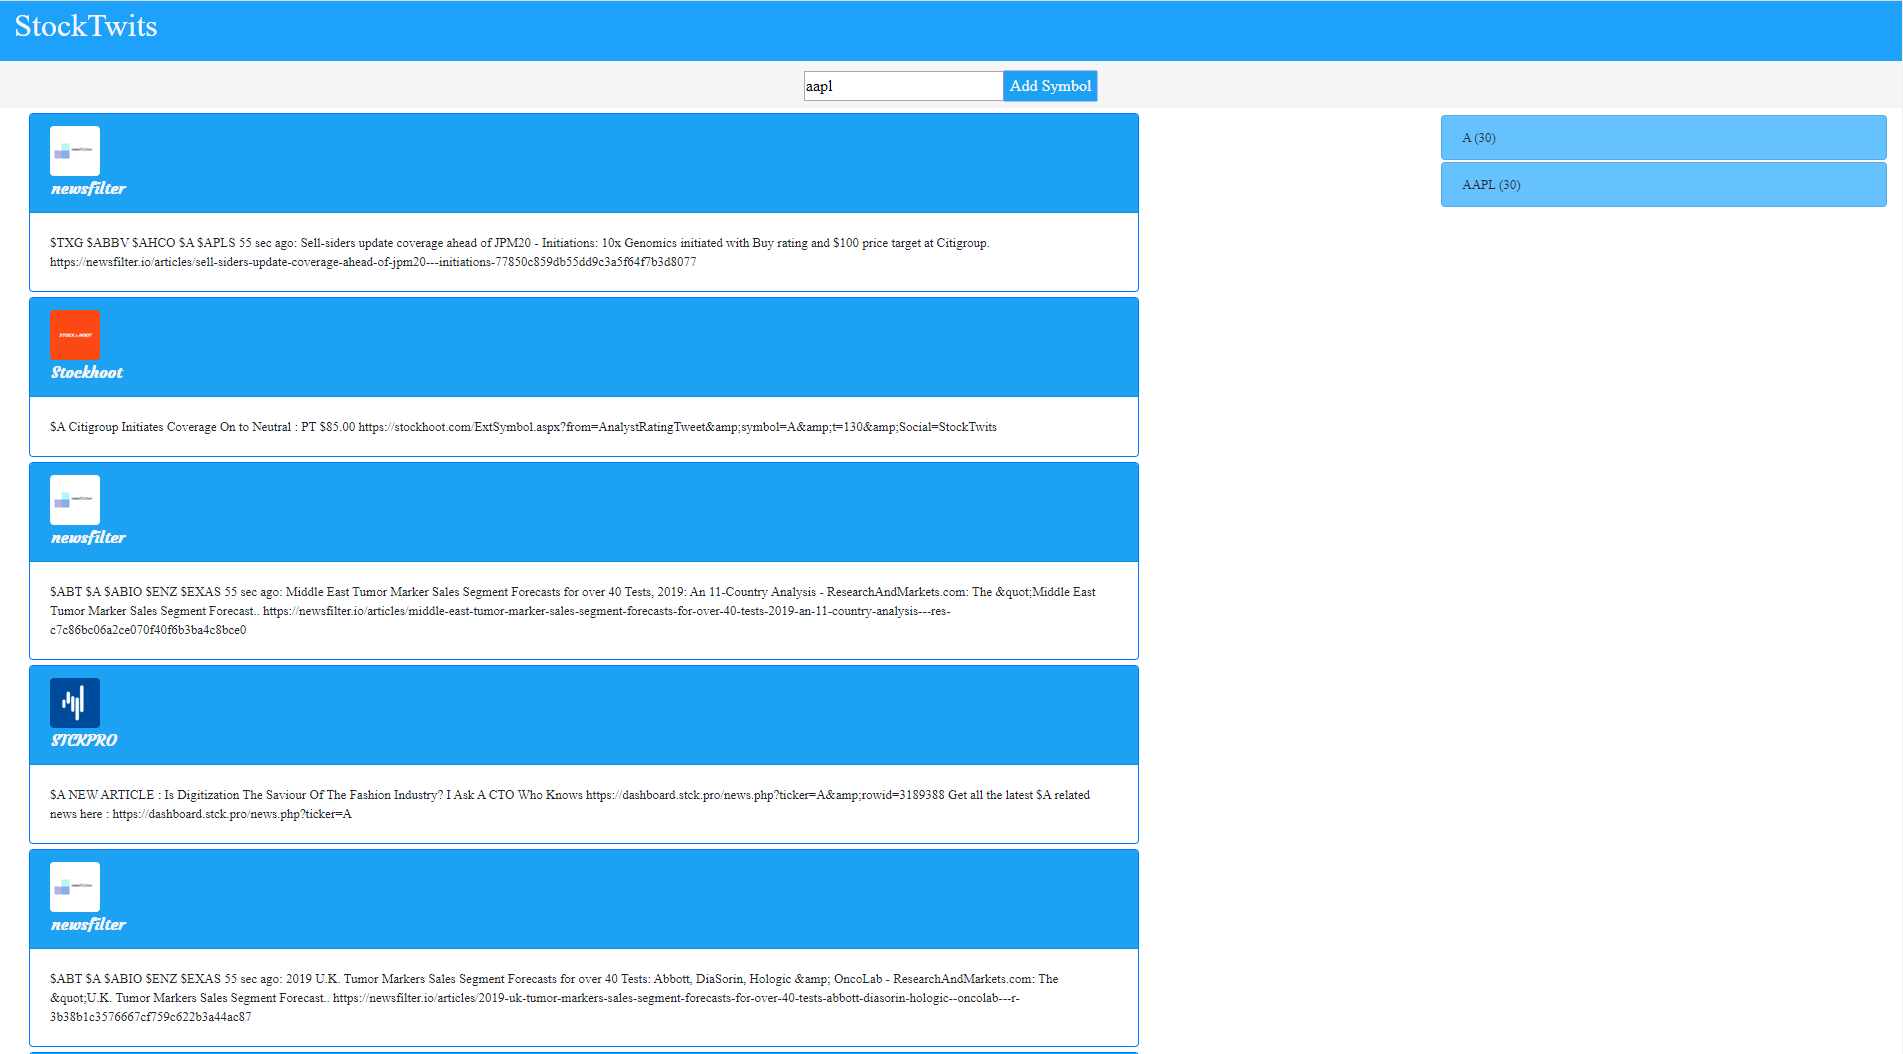 StockTwits
aapl
Add Symbol
newsfilter
newsfilter
$TXG $ABBV $AHCO $A $APLS 55 sec ago: Sell-siders update coverage ahead of JPM20 - Initiations: 10x Genomics initiated with Buy rating and $100 price target at Citigroup.
https://newsfilter.io/articles/sell-siders-update-coverage-ahead-of-jpm20---initiations-77850c859db55dd9c3a5f64f7b3d8077
STOCK HOOT
Stockhoot
$A Citigroup Initiates Coverage On to Neutral : PT $85.00 https://stockhoot.com/ExtSymbol.aspx?from=AnalystRatingTweet&amp;symbol=A&amp;t=130&amp;Social=StockTwits
newsfilter
newsfilter
$ABT $A $ABIO $ENZ $EXAS 55 sec ago: Middle East Tumor Marker Sales Segment Forecasts for over 40 Tests, 2019: An 11-Country Analysis - ResearchAndMarkets.com: The &quot;Middle East
Tumor Marker Sales Segment Forecast.. https://newsfilter.io/articles/middle-east-tumor-marker-sales-segment-forecasts-for-over-40-tests-2019-an-11-country-analysis---res-
c7c86bc06a2ce070f40f6b3ba4c8bce0
STCKPRO
$A NEW ARTICLE : Is Digitization The Saviour Of The Fashion Industry? I Ask A CTO Who Knows https://dashboard.stck.pro/news.php?ticker=A&amp;rowid=3189388 Get all the latest $A related
news here : https://dashboard.stck.pro/news.php?ticker=A
newsfilter
newsfilter
$ABT $A $ABIO $ENZ $EXAS 55 sec ago: 2019 U.K. Tumor Markers Sales Segment Forecasts for over 40 Tests: Abbott, DiaSorin, Hologic &amp; OncoLab - ResearchAndMarkets.com: The
&quot;U.K. Tumor Markers Sales Segment Forecast.. https://newsfilter.io/articles/2019-uk-tumor-markers-sales-segment-forecasts-for-over-40-tests-abbott-diasorin-hologic--oncolab---r-
3b38b1c3576667cf759c622b3a44ac87
A (30)
AAPL (30)